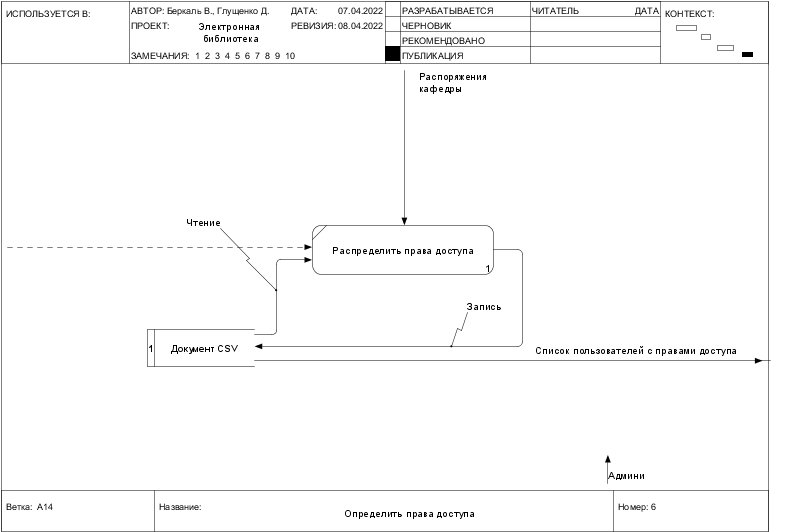 ИСПОЛЬЗУЕТСЯ В:
АВТОР: Беркаль В., Глущенко Д.
ДАТА: 07.04.2022
РАЗРАБАТЫВАЕТСЯ
ЧИТАТЕЛЬ
ДАТА
КОНТЕКСТ:
ПРОЕКТ: Электронная
библиотека
РЕВИЗИЯ: 08.04.2022
ЧЕРНОВИК
РЕКОМЕНДОВАНО
ЗАМЕЧАНИЯ: 1 2 3 4 5 6 7 8 9 10
ПУБЛИКАЦИЯ
Распоряжения
кафедры
Чтение
Распределить права доступа
1
Запись
1 Документ CSV
Список пользователей с правами доступа
Админи
Ветка: A14
Название:
Определить права доступа
Номер: 6